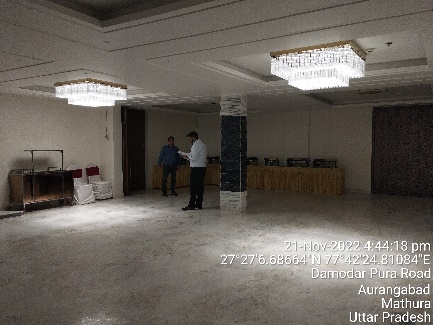 21-Nov-2022 4:44:18 pm
27°27'6.68664"N 77°42'24.81084"E
Damodar Pura Road
Aurangabad
Mathura
Uttar Pradesh